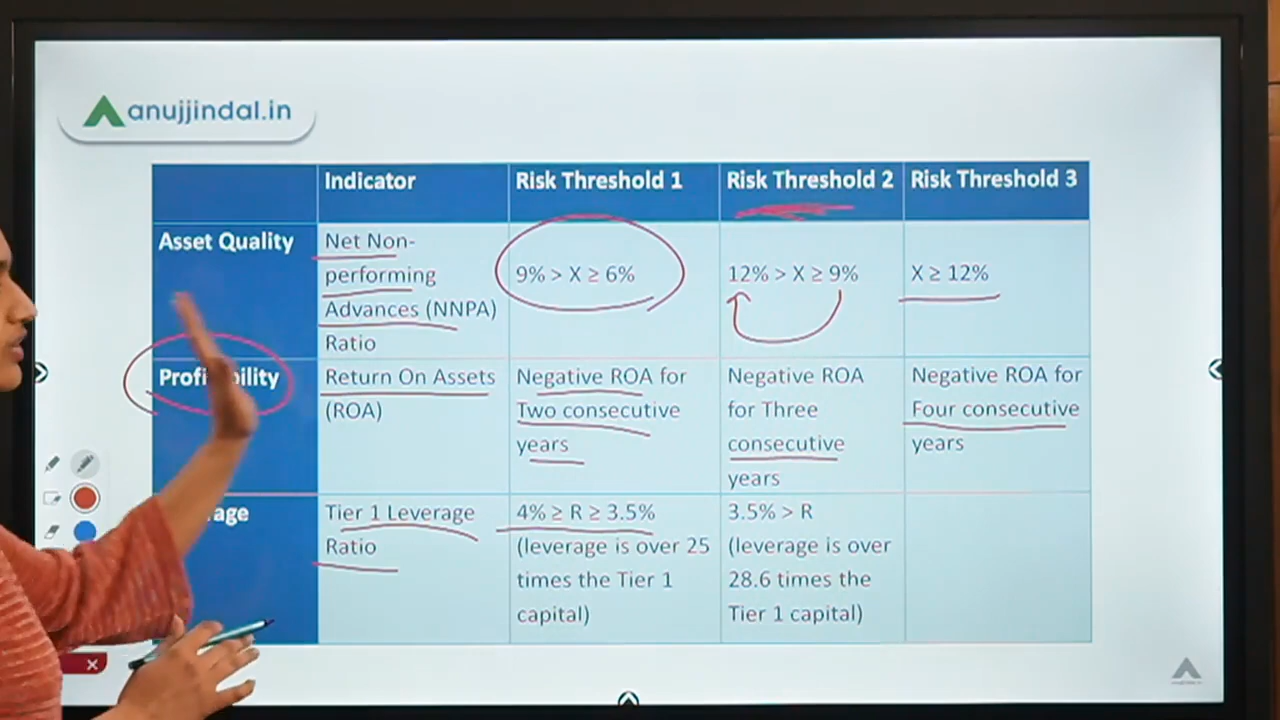 anujjindal.in
Indicator
Risk Threshold 1
Risk Threshold 2
Risk Threshold 3
Asset Quality
Net Non-
performing
Advances (NNPA)
Ratio
9% > X ≥ 6%
12% > X ≥ 9%
X ≥ 12%
Return On Assets
(ROA)
Negative ROA for
Two consecutive
years
Negative ROA
for Three
consecutive
years
Negative ROA for
Four consecutive
years
Tier 1 Leverage
Ratio
4% ≥ R ≥ 3.5%
(leverage is over 25
times the Tier 1
capital)
3.5% > R
(leverage is over
28.6 times the
Tier 1 capital)